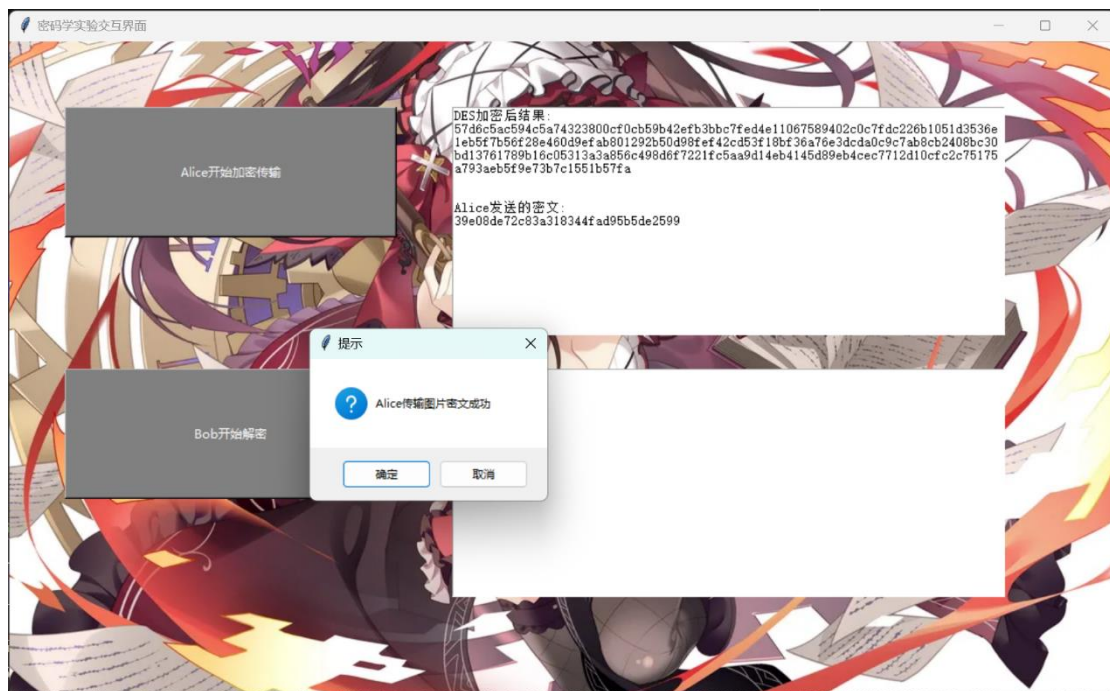 密码学实验交互界面
Alice开始加密传输
DES加密后结果:
57d6c5ac594c5a74323800cf0cb59b42efb3bbc7fed4e11067589402c0c7fdc226b1051d3536e
1eb5f7b56f28e460d9efab801292b50d98fef42cd53f18bf36a76e3dcda0c9c7ab8cb2408bc30
bd13761789b16c05313a3a856c498d6f7221fc5aa9d14eb4145d89eb4cec7712d10cfc2c75175
a793aeb5f9e73b7c1551b57fa
Alice发送的密文:
39e08de72c83a318344fad95b5de2599
提示
Alice传输图片密文成功
确定
取消
Bob开始解密